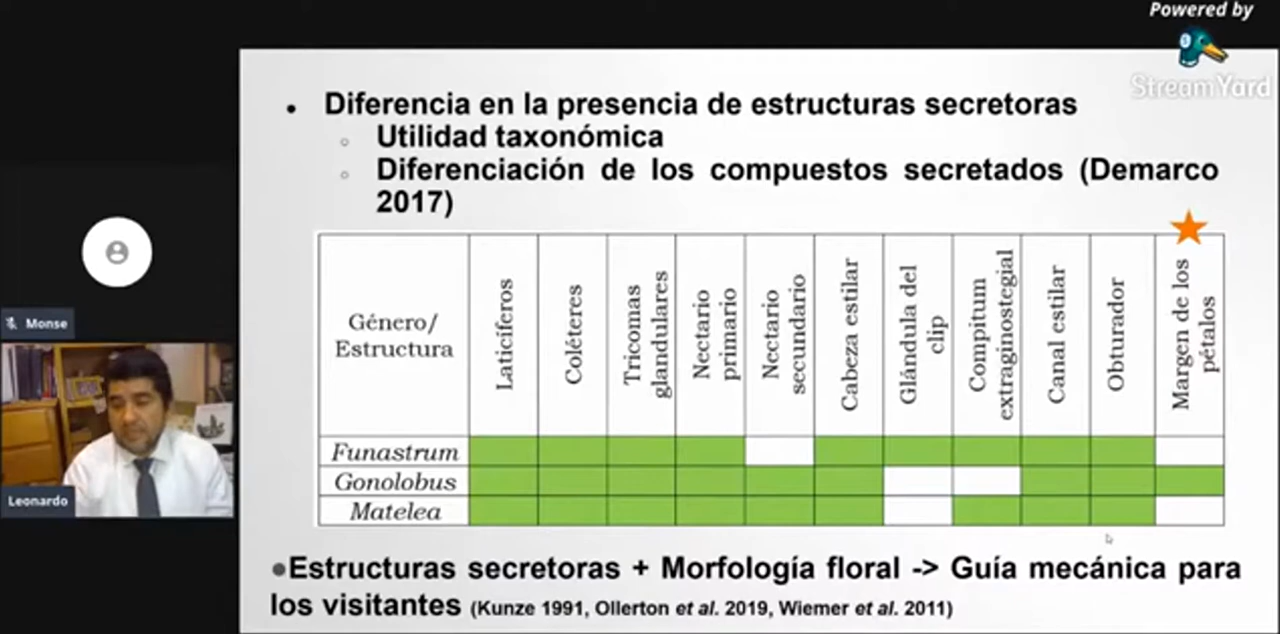 Powered by
StreamYard
Diferencia en la presencia de estructuras secretoras
Utilidad taxonómica
Diferenciación de los compuestos secretados (Demarco
2017)
Género/
Estructura
Laticíferos
Coléteres
Tricomas
glandulares
Nectario
primario
Nectario
secundario
Cabeza estilar
Glándula del
clip
Compitum
extraginostegial
Canal estilar
Obturador
Margen de los
pétalos
Funastrum
Gonolobus
Matelea
Estructuras secretoras + Morfología floral -> Guía mecánica para
los visitantes (Kunze 1991, Ollerton et al. 2019, Wiemer et al. 2011)
Monse
Leonardo